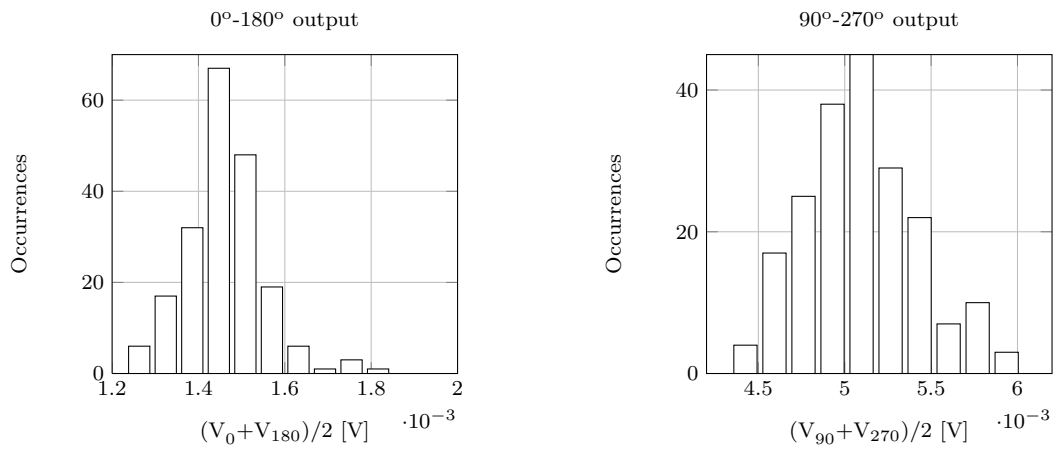 0º-180º output
60
40
20
0
Occurrences
1.2 1.4 1.6 1.8 2
·10⁻³
(V₀+V₁₈₀)/2 [V]
90º-270º output
40
20
0
Occurrences
4.5 5 5.5 6
·10⁻³
(V₉₀+V₂₇₀)/2 [V]